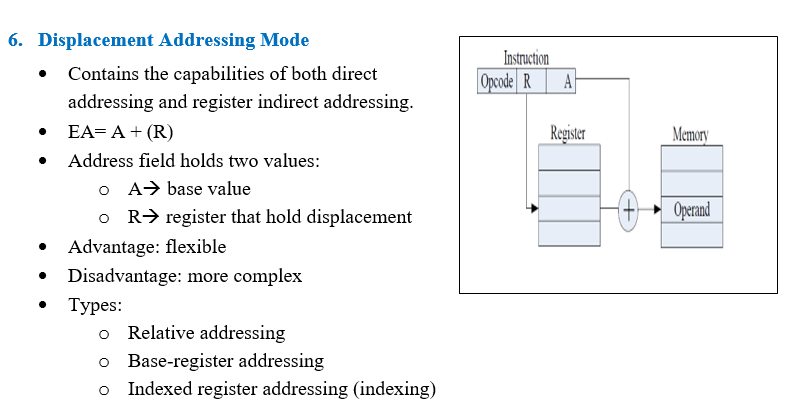 6. Displacement Addressing Mode
• Contains the capabilities of both direct
addressing and register indirect addressing.
• EA= A + (R)
• Address field holds two values:
o A→ base value
o R→ register that hold displacement
• Advantage: flexible
• Disadvantage: more complex
• Types:
o Relative addressing
o Base-register addressing
o Indexed register addressing (indexing)
Instruction
Opcode R A
Register Memory
+ Operand